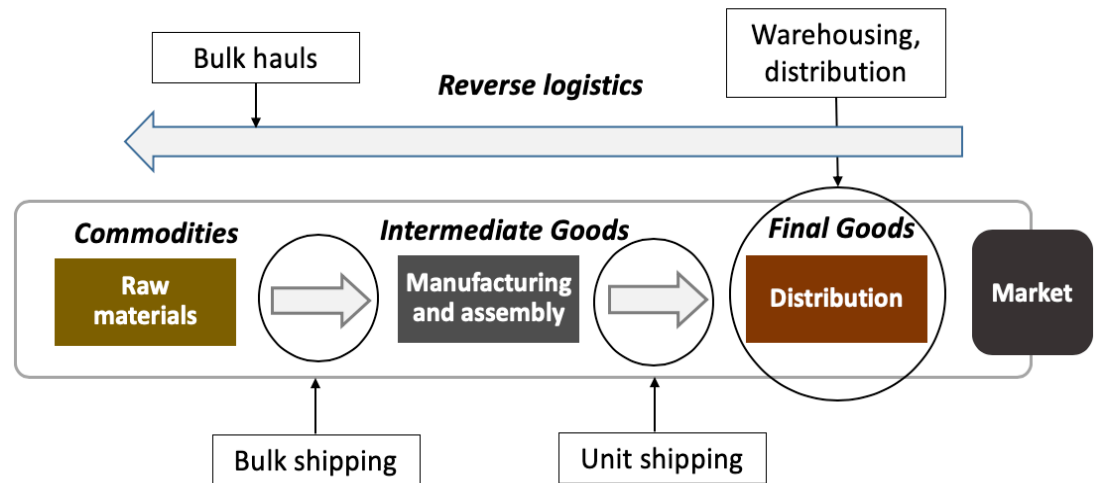 Bulk hauls
Warehousing,
distribution
Reverse logistics
Commodities
Intermediate Goods
Final Goods
Raw
materials
Manufacturing
and assembly
Distribution
Market
Bulk shipping
Unit shipping